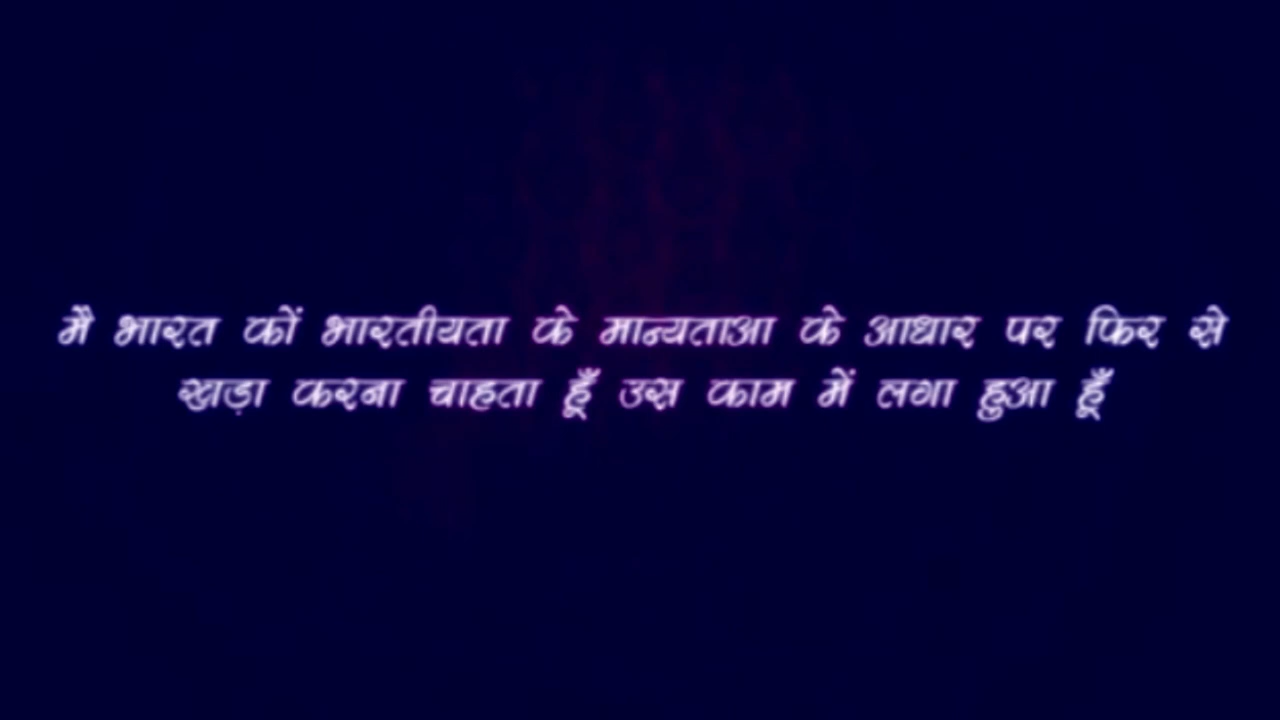 मै भारत कों भारतीयता के मान्यताआ के आधार पर फिर से
खड़ा करना चाहता हूँ उस काम में लगा हुआ हूँ